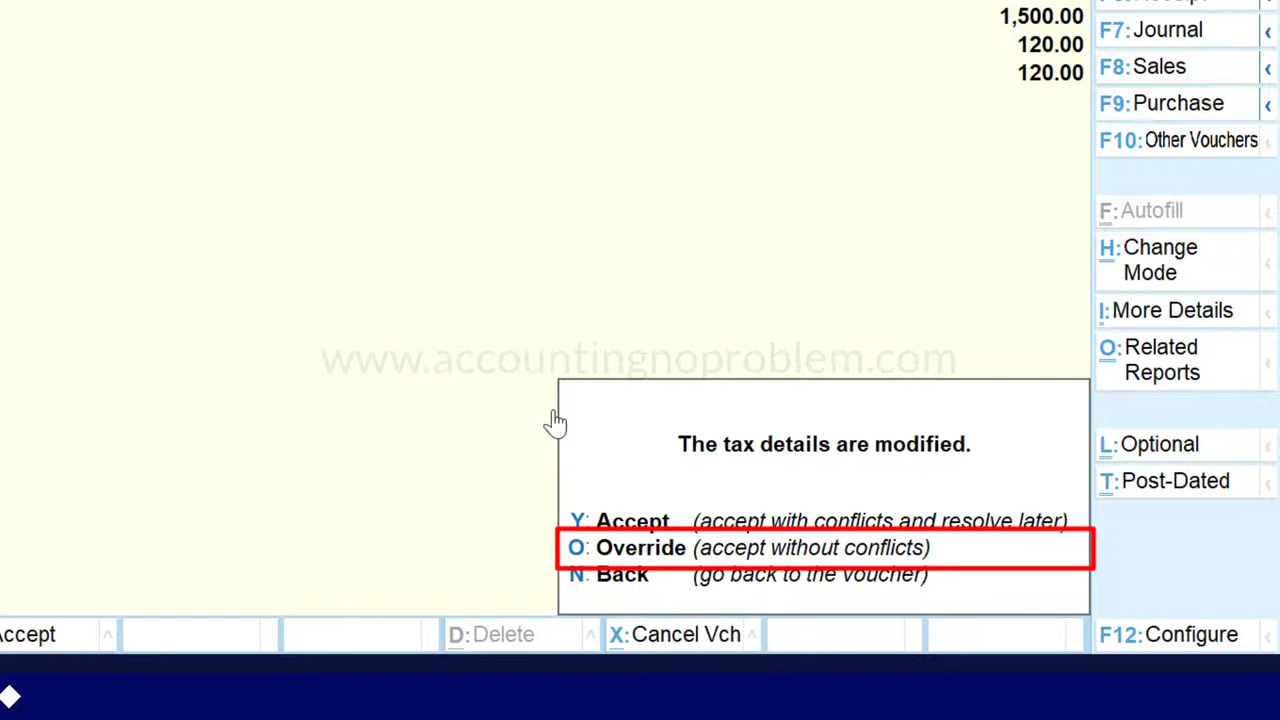 1,500.00
120.00
120.00
F7: Journal
F8: Sales
F9: Purchase
F10: Other Vouchers
F: Autofill
H: Change
Mode
I: More Details
O: Related
Reports
L: Optional
T: Post-Dated
www.accountingnoproblem.com
The tax details are modified.
Y: Accept (accept with conflicts and resolve later)
O: Override (accept without conflicts)
N: Back (go back to the voucher)
Accept
D: Delete
X: Cancel Vch
F12: Configure